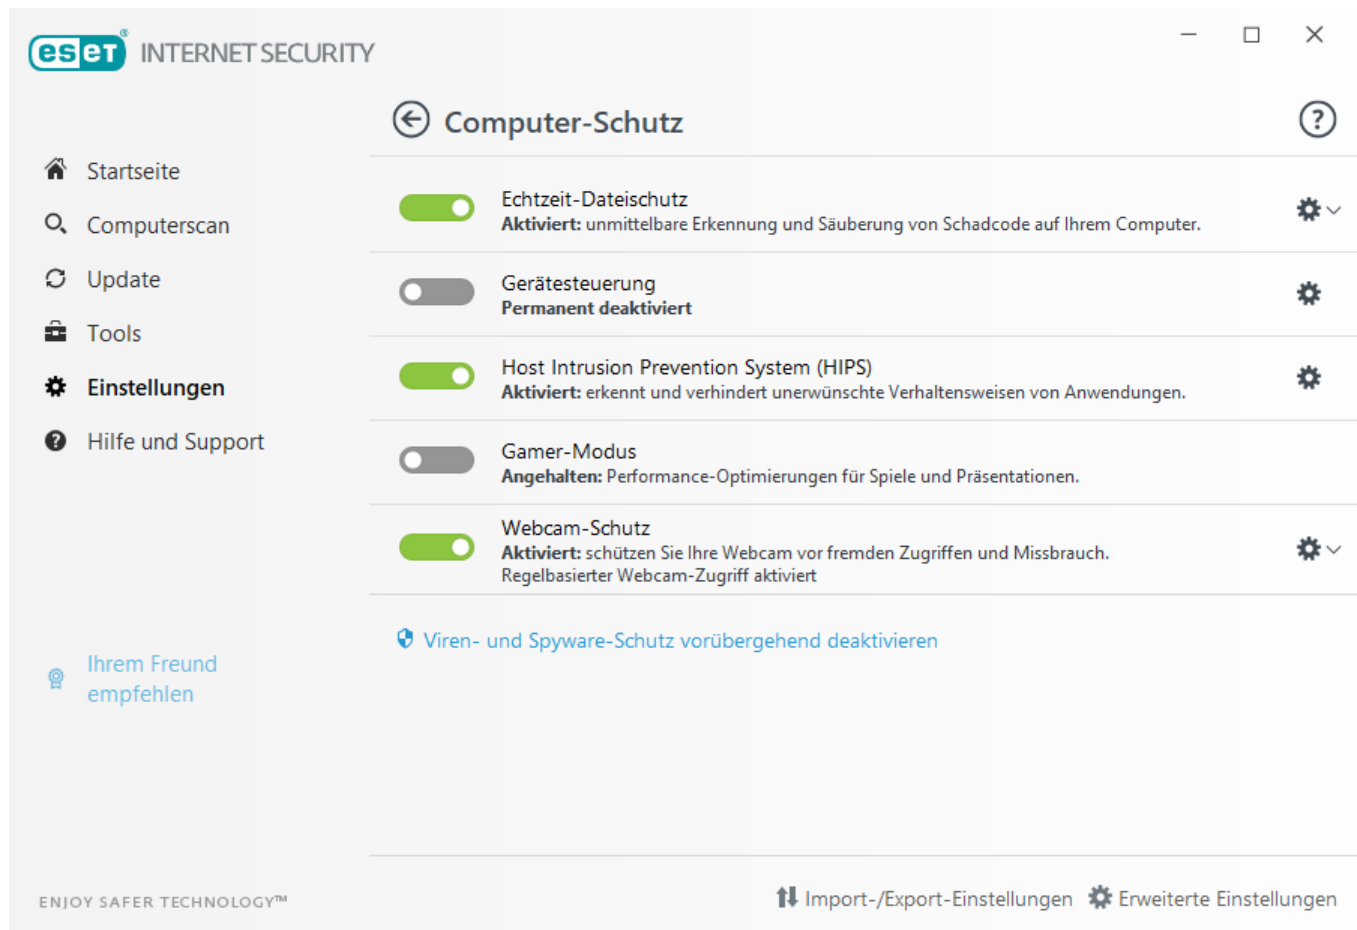 eset® INTERNET SECURITY
Computer-Schutz
?
Startseite
Computerscan
Update
Tools
Einstellungen
Hilfe und Support
Ihrem Freund
empfehlen
Echtzeit-Dateischutz
Aktiviert: unmittelbare Erkennung und Säuberung von Schadcode auf Ihrem Computer.
Gerätesteuerung
Permanent deaktiviert
Host Intrusion Prevention System (HIPS)
Aktiviert: erkennt und verhindert unerwünschte Verhaltensweisen von Anwendungen.
Gamer-Modus
Angehalten: Performance-Optimierungen für Spiele und Präsentationen.
Webcam-Schutz
Aktiviert: schützen Sie Ihre Webcam vor fremden Zugriffen und Missbrauch.
Regelbasierter Webcam-Zugriff aktiviert
Viren- und Spyware-Schutz vorübergehend deaktivieren
ENJOY SAFER TECHNOLOGY™
Import-/Export-Einstellungen
Erweiterte Einstellungen